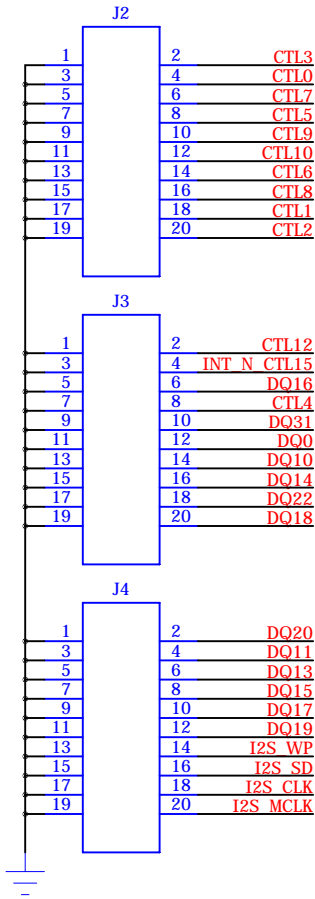 J2
1 2 CTL3
3 4 CTL0
5 6 CTL7
7 8 CTL5
9 10 CTL9
11 12 CTL10
13 14 CTL6
15 16 CTL8
17 18 CTL1
19 20 CTL2
J3
1 2 CTL12
3 4 INT_N_CTL15
5 6 DQ16
7 8 CTL4
9 10 DQ31
11 12 DQ0
13 14 DQ10
15 16 DQ14
17 18 DQ22
19 20 DQ18
J4
1 2 DQ20
3 4 DQ11
5 6 DQ13
7 8 DQ15
9 10 DQ17
11 12 DQ19
13 14 I2S_WP
15 16 I2S_SD
17 18 I2S_CLK
19 20 I2S_MCLK